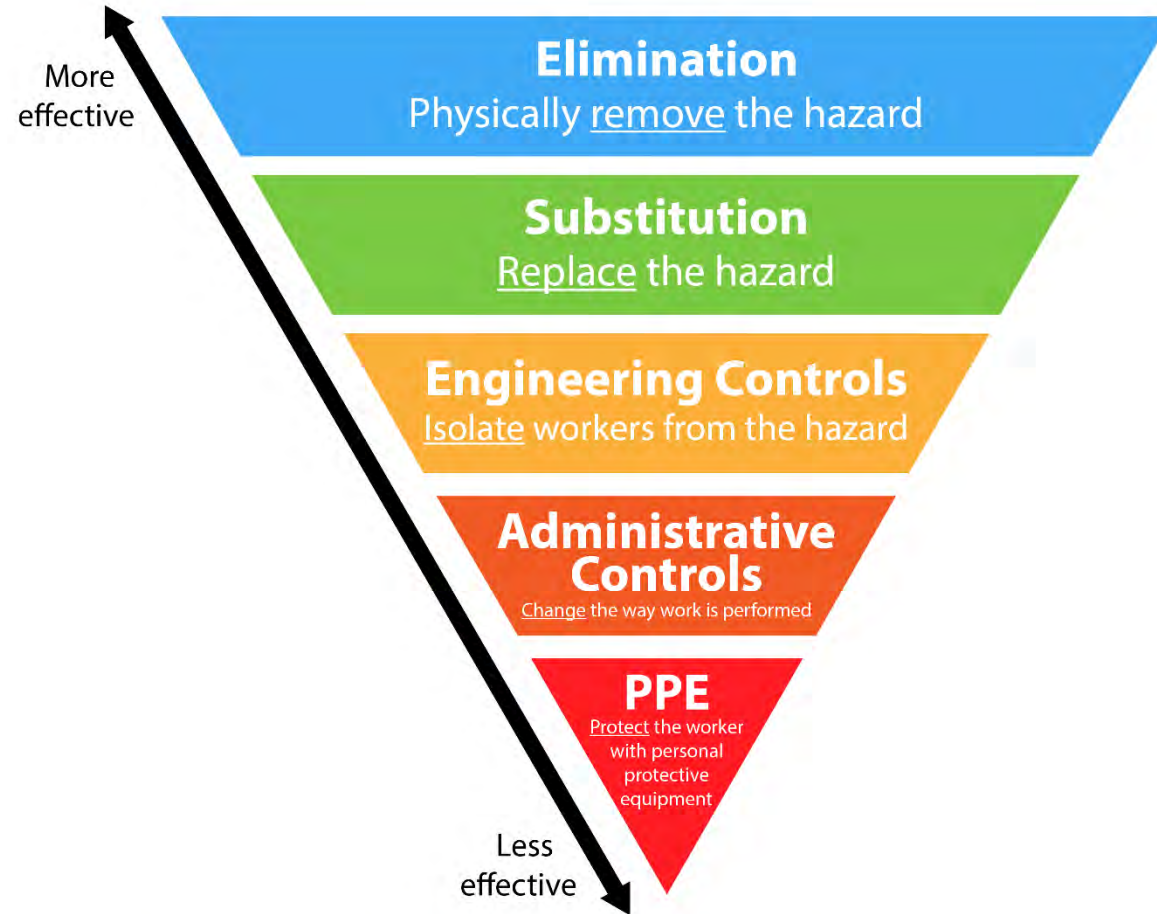 More
effective
Elimination
Physically remove the hazard
Substitution
Replace the hazard
Engineering Controls
Isolate workers from the hazard
Administrative
Controls
Change the way work is performed
PPE
Protect the worker
with personal
protective
equipment
Less
effective